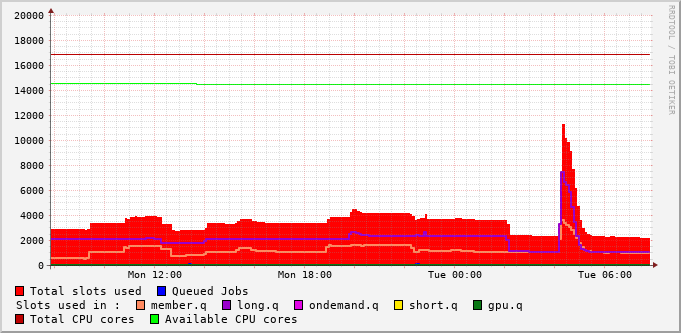 20000
18000
16000
14000
12000
10000
8000
6000
4000
2000
0
Mon 12:00 Mon 18:00 Tue 00:00 Tue 06:00
RRDTOOL / TOBI OETIKER
Total slots used Queued Jobs
Slots used in : member.q long.q ondemand.q short.q gpu.q
Total CPU cores Available CPU cores